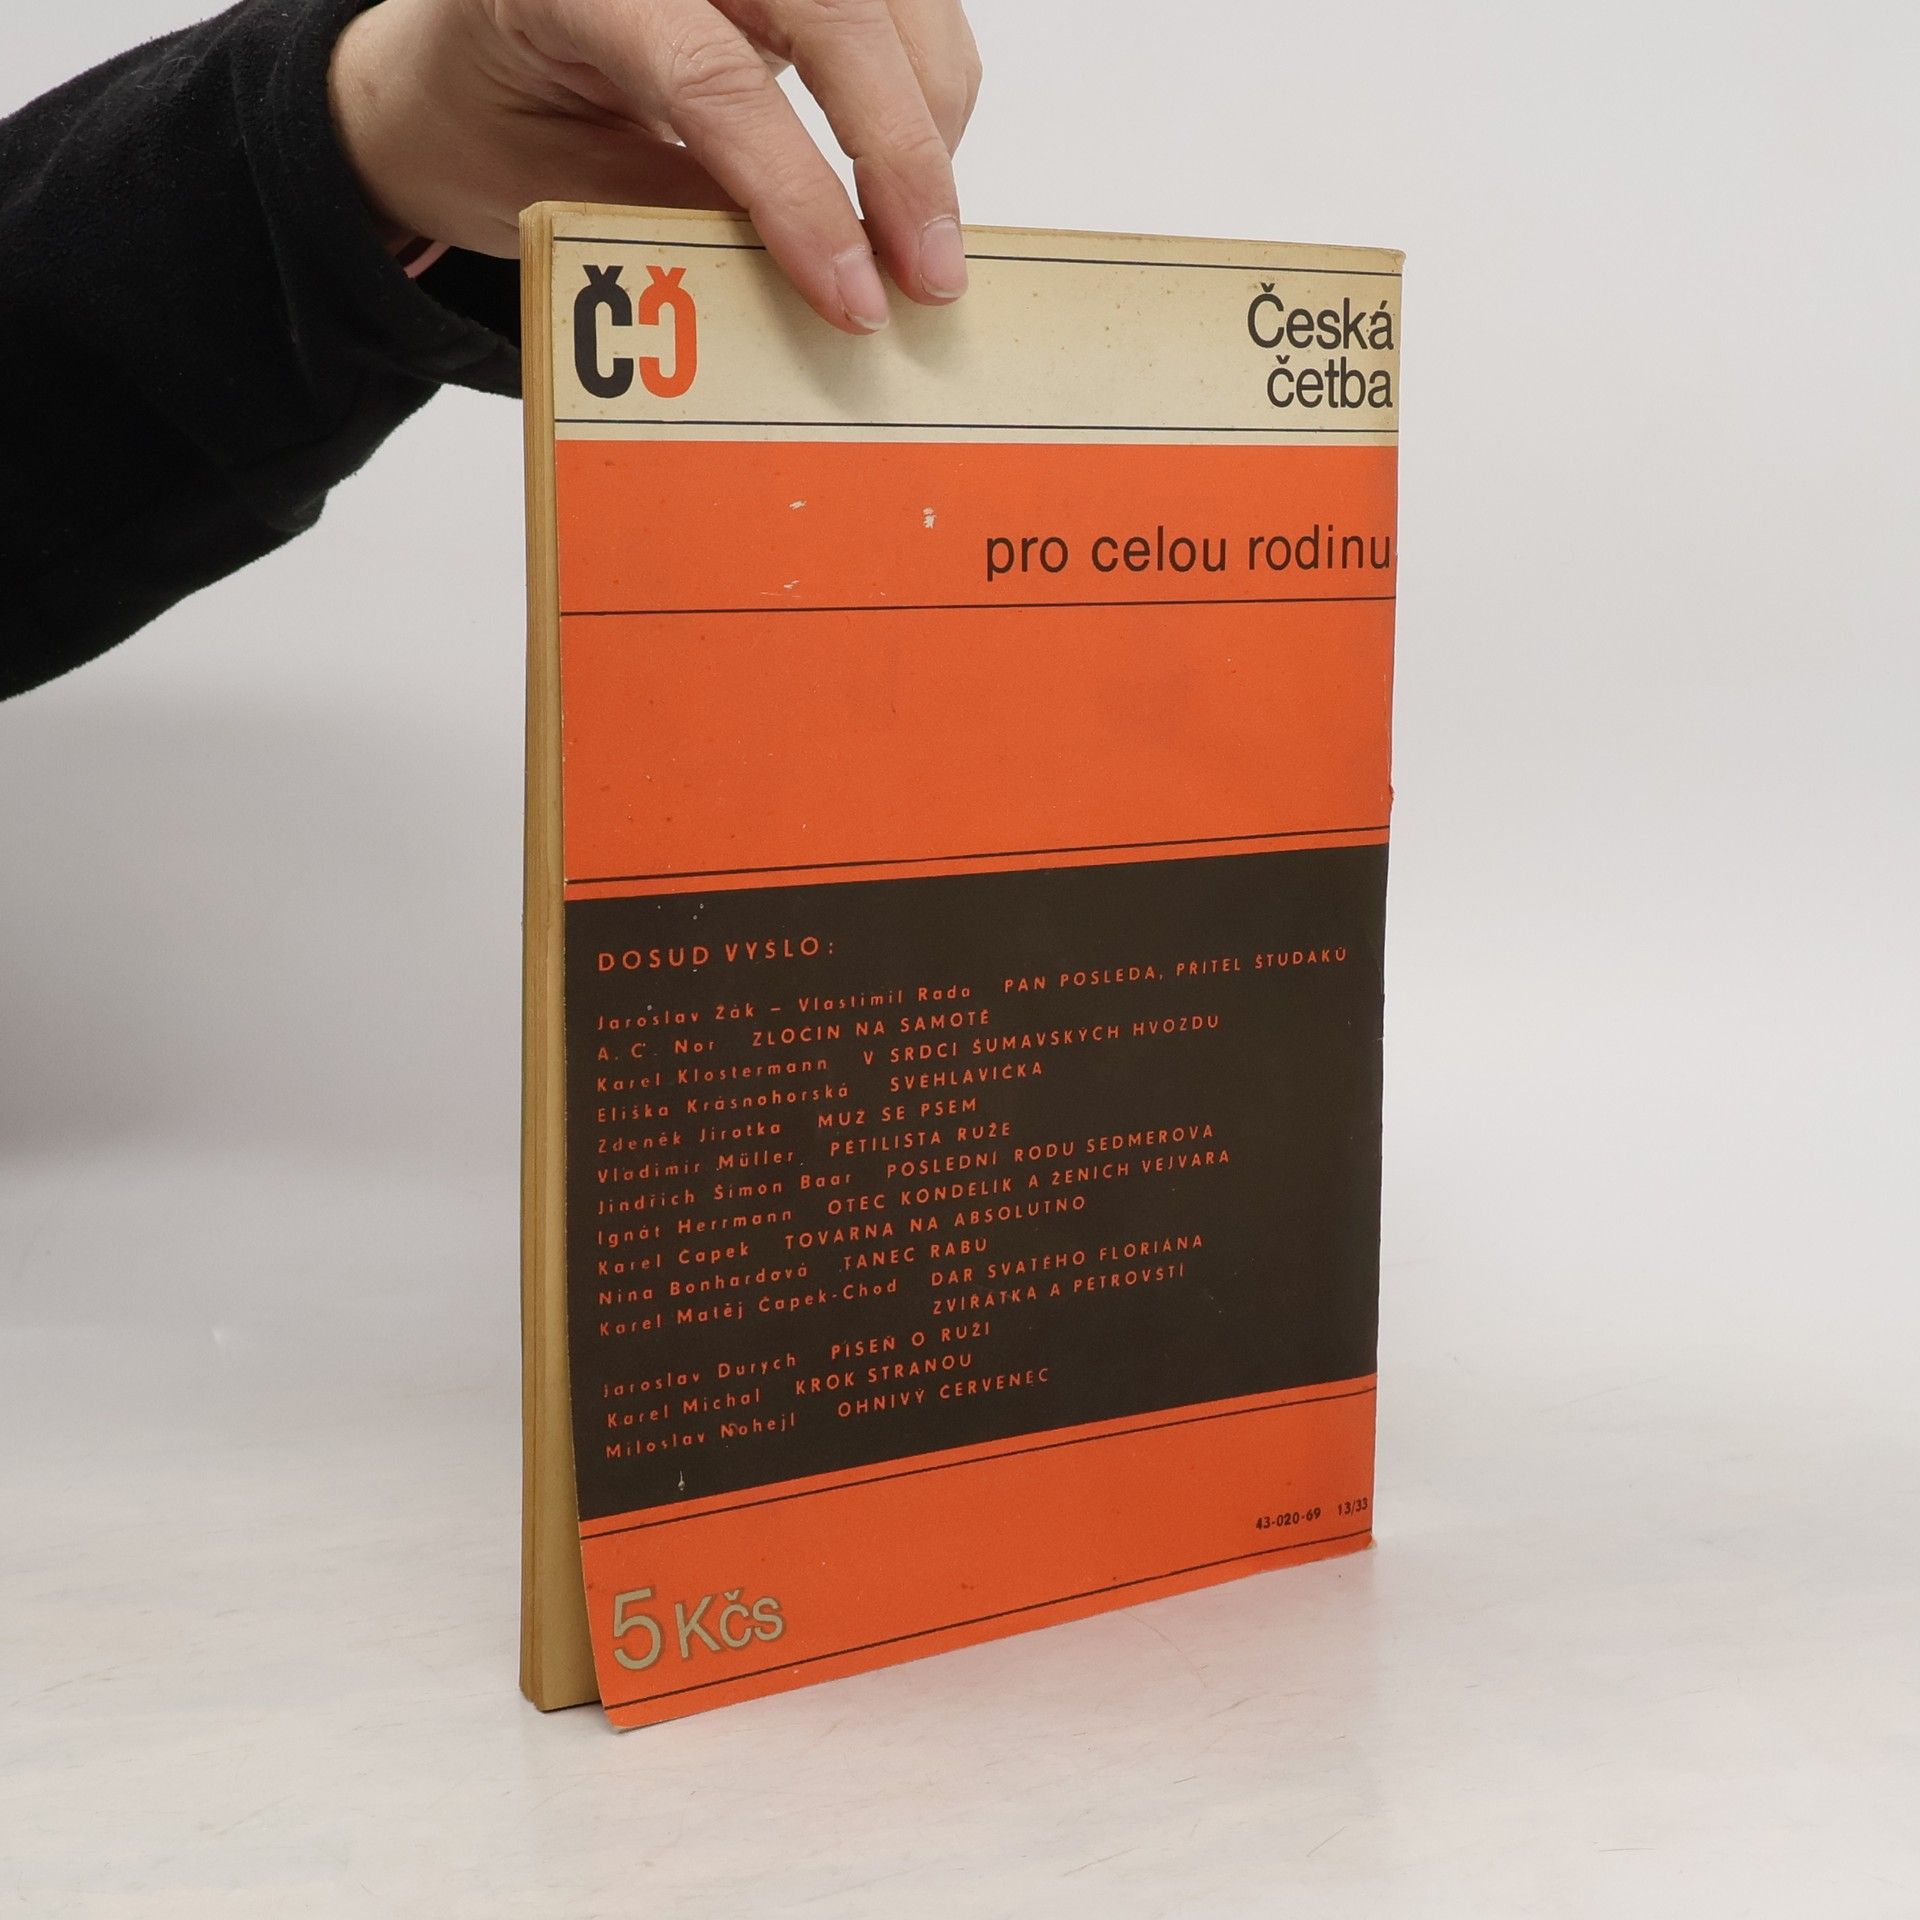 ČČ
Česká
četba
pro celou rodinu
DOSUD VYŠLO:
Jaroslav Žák – Vlastimil Rada PAN POSLEDA, PŘÍTEL ŠTUDÁKŮ
A. C. Nor ZLOČIN NA SAMOTĚ
Karel Klostermann V SRDCI ŠUMAVSKÝCH HVOZDŮ
Eliška Krásnohorská SVÉHLAVIČKA
Zdeněk Jirotka MUŽ SE PSEM
Vladimír Müller PĚTILISTÁ RŮŽE
Jindřich Šimon Baar POSLEDNÍ RODU SEDMEROVA
Ignát Herrmann OTEC KONDELÍK A ŽENICH VEJVARA
Karel Čapek TOVÁRNA NA ABSOLUTNO
Nina Bonhardová TANEC RABŮ
Karel Matěj Čapek-Chod DAR SVATÉHO FLORIÁNA
ZVÍŘÁTKA A PETROVŠTÍ
Jaroslav Durych PÍSEŇ O RŮŽI
Karel Michal KROK STRANOU
Miloslav Nohejl OHNIVÝ ČERVENEC
43-020-69 13/33
5 Kčs